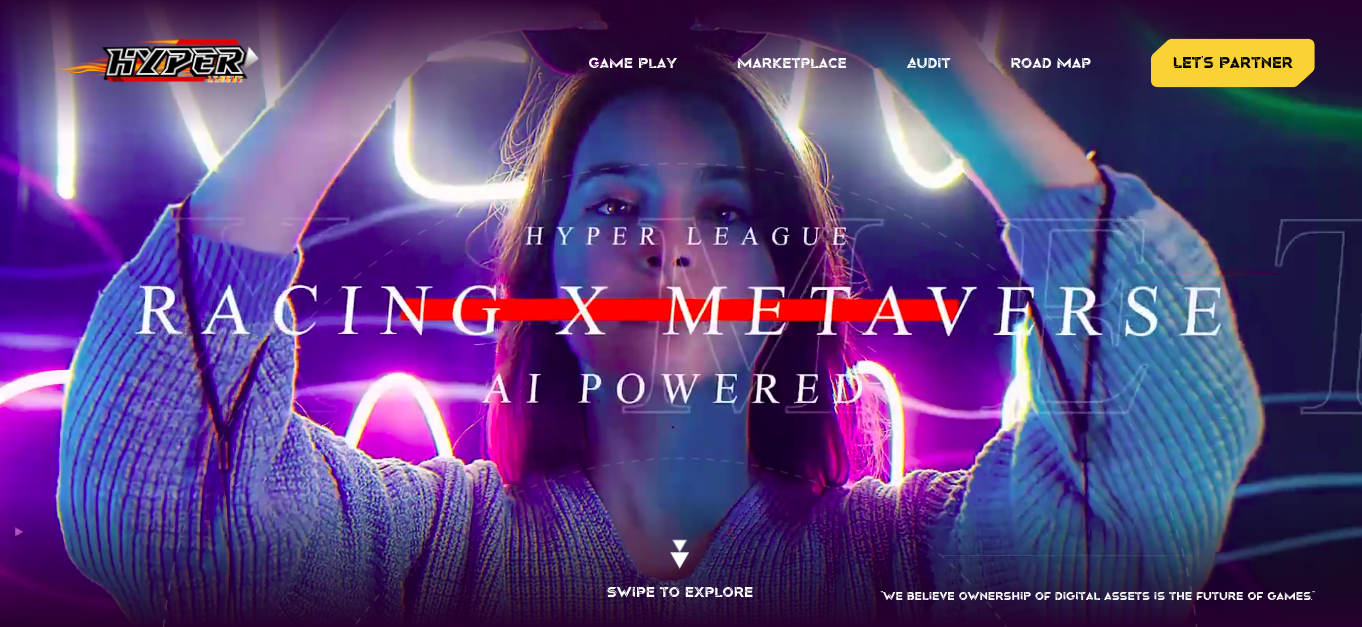 HYPER
GAME PLAY
MARKETPLACE
AUDIT
ROAD MAP
LET'S PARTNER
HYPER LEAGUE
RACING X METAVERSE
AI POWERED
MET
SWIPE TO EXPLORE
"WE BELIEVE OWNERSHIP OF DIGITAL ASSETS IS THE FUTURE OF GAMES."